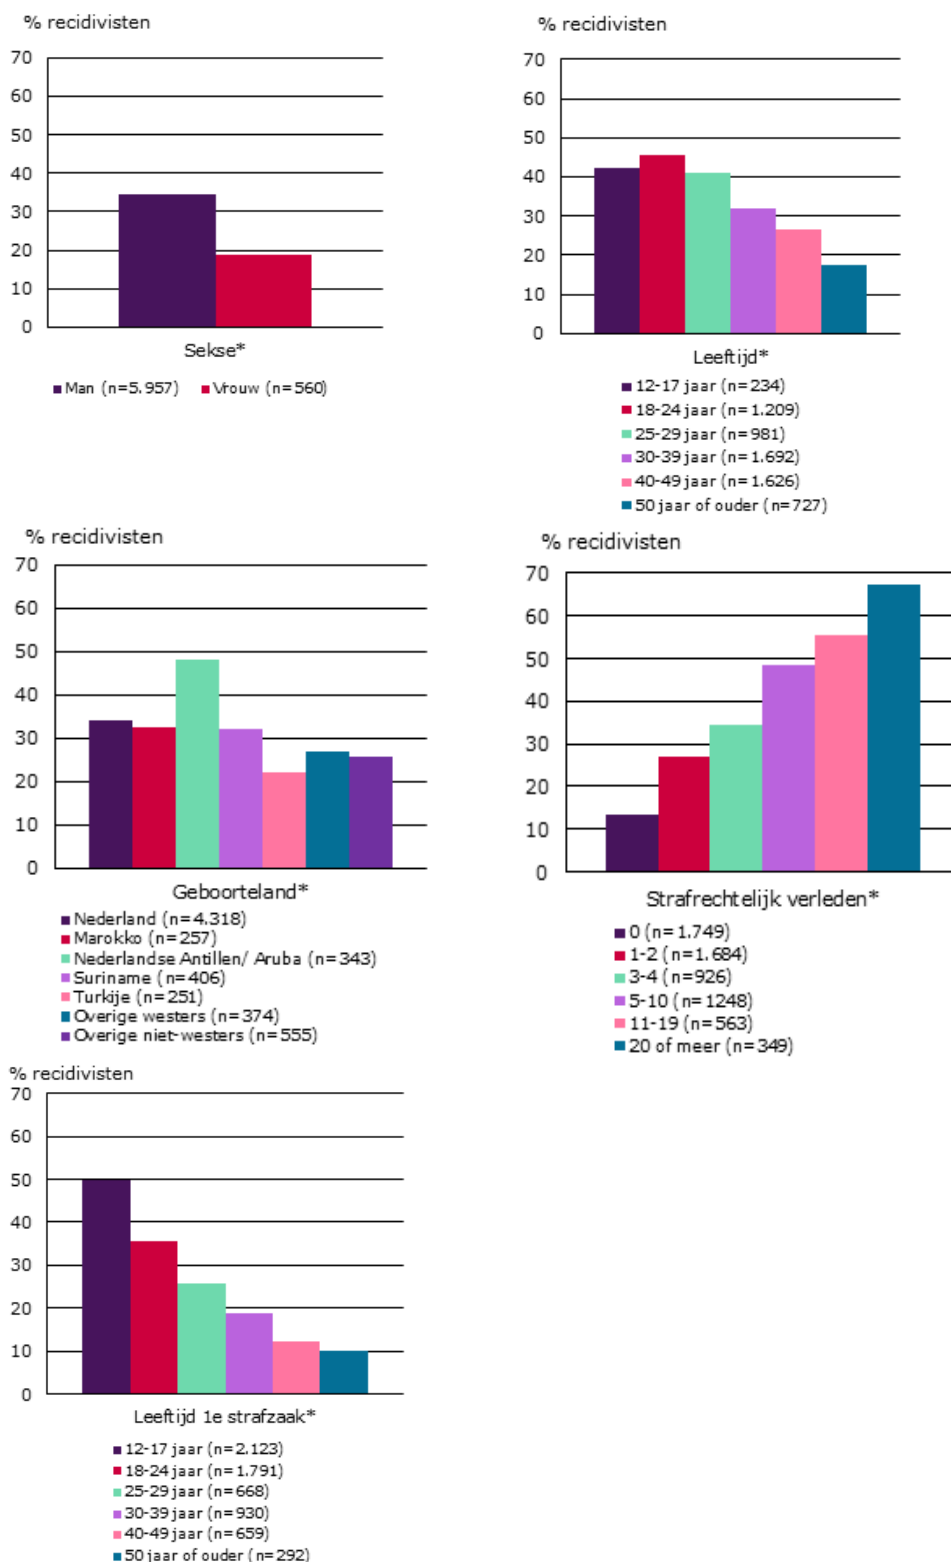 % recidivisten
70
60
50
40
30
20
10
0
Sekse*
Man (n=5.957) Vrouw (n=560)
70
60
50
40
30
20
10
0
Leeftijd*
12-17 jaar (n=234)
18-24 jaar (n=1.209)
25-29 jaar (n=981)
30-39 jaar (n=1.692)
40-49 jaar (n=1.626)
50 jaar of ouder (n=727)
% recidivisten
70
60
50
40
30
20
10
0
Geboorteland*
Nederland (n=4.318)
Marokko (n=257)
Nederlandse Antillen/ Aruba (n=343)
Suriname (n=406)
Turkije (n=251)
Overige westers (n=374)
Overige niet-westers (n=555)
% recidivisten
70
60
50
40
30
20
10
0
Strafrechtelijk verleden*
0 (n=1.749)
1-2 (n=1.684)
3-4 (n=926)
5-10 (n=1248)
11-19 (n=563)
20 of meer (n=349)
% recidivisten
70
60
50
40
30
20
10
0
Leeftijd 1e strafzaak*
12-17 jaar (n=2.123)
18-24 jaar (n=1.791)
25-29 jaar (n=668)
30-39 jaar (n=930)
40-49 jaar (n=659)
50 jaar of ouder (n=292)